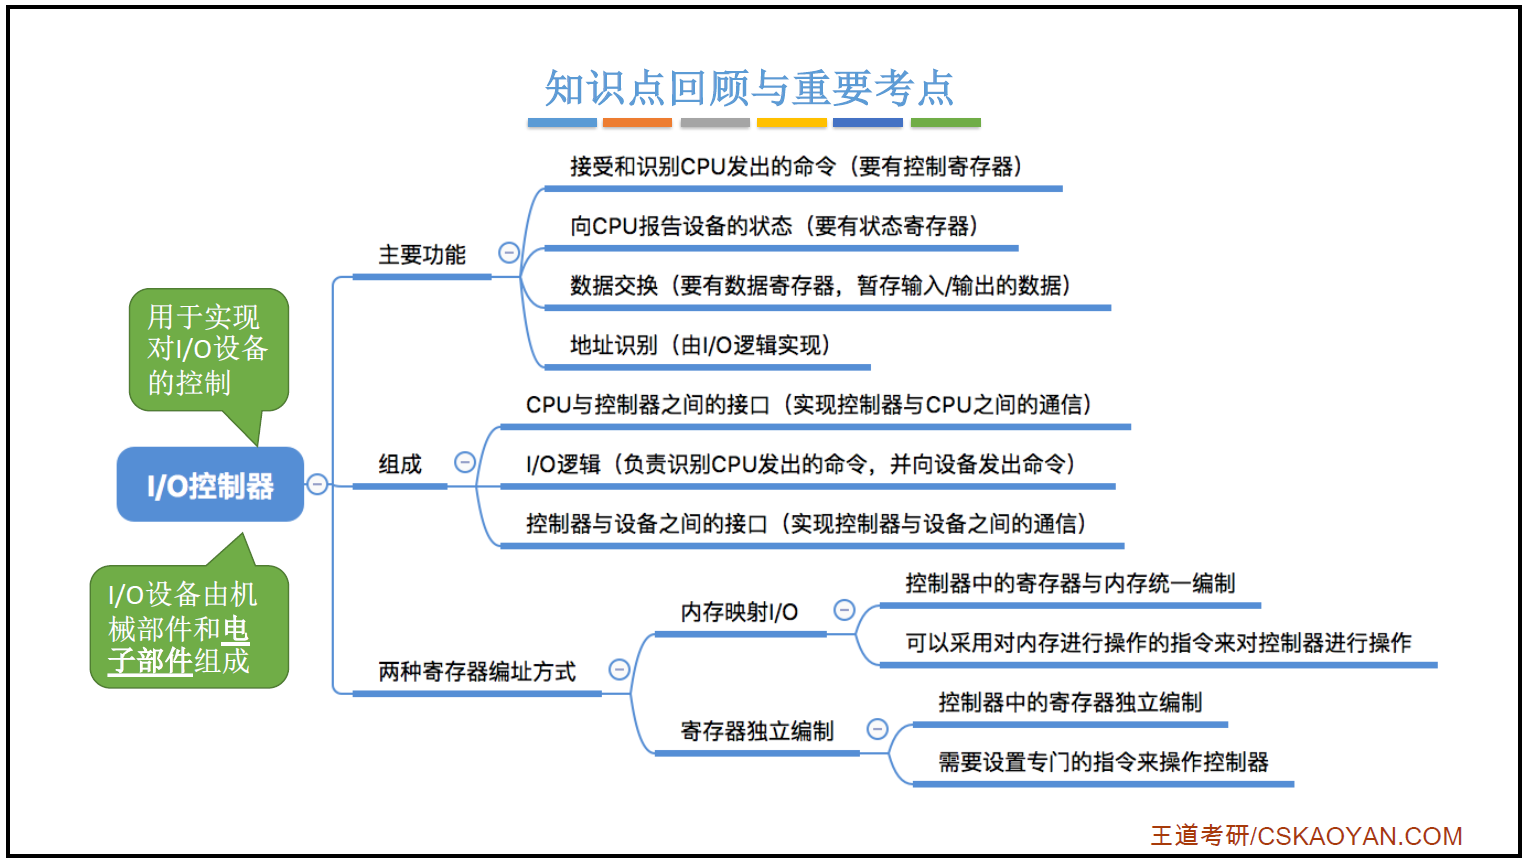 知识点回顾与重要考点
用于实现
对I/O设备
的控制
I/O控制器
I/O设备由机
械部件和电
子部件组成
主要功能
接受和识别CPU发出的命令（要有控制寄存器）
向CPU报告设备的状态（要有状态寄存器）
数据交换（要有数据寄存器，暂存输入/输出的数据）
地址识别（由I/O逻辑实现）
组成
CPU与控制器之间的接口（实现控制器与CPU之间的通信）
I/O逻辑（负责识别CPU发出的命令，并向设备发出命令）
控制器与设备之间的接口（实现控制器与设备之间的通信）
两种寄存器编址方式
内存映射I/O
控制器中的寄存器与内存统一编制
可以采用对内存进行操作的指令来对控制器进行操作
寄存器独立编制
控制器中的寄存器独立编制
需要设置专门的指令来操作控制器
王道考研/CSKAOYAN.COM